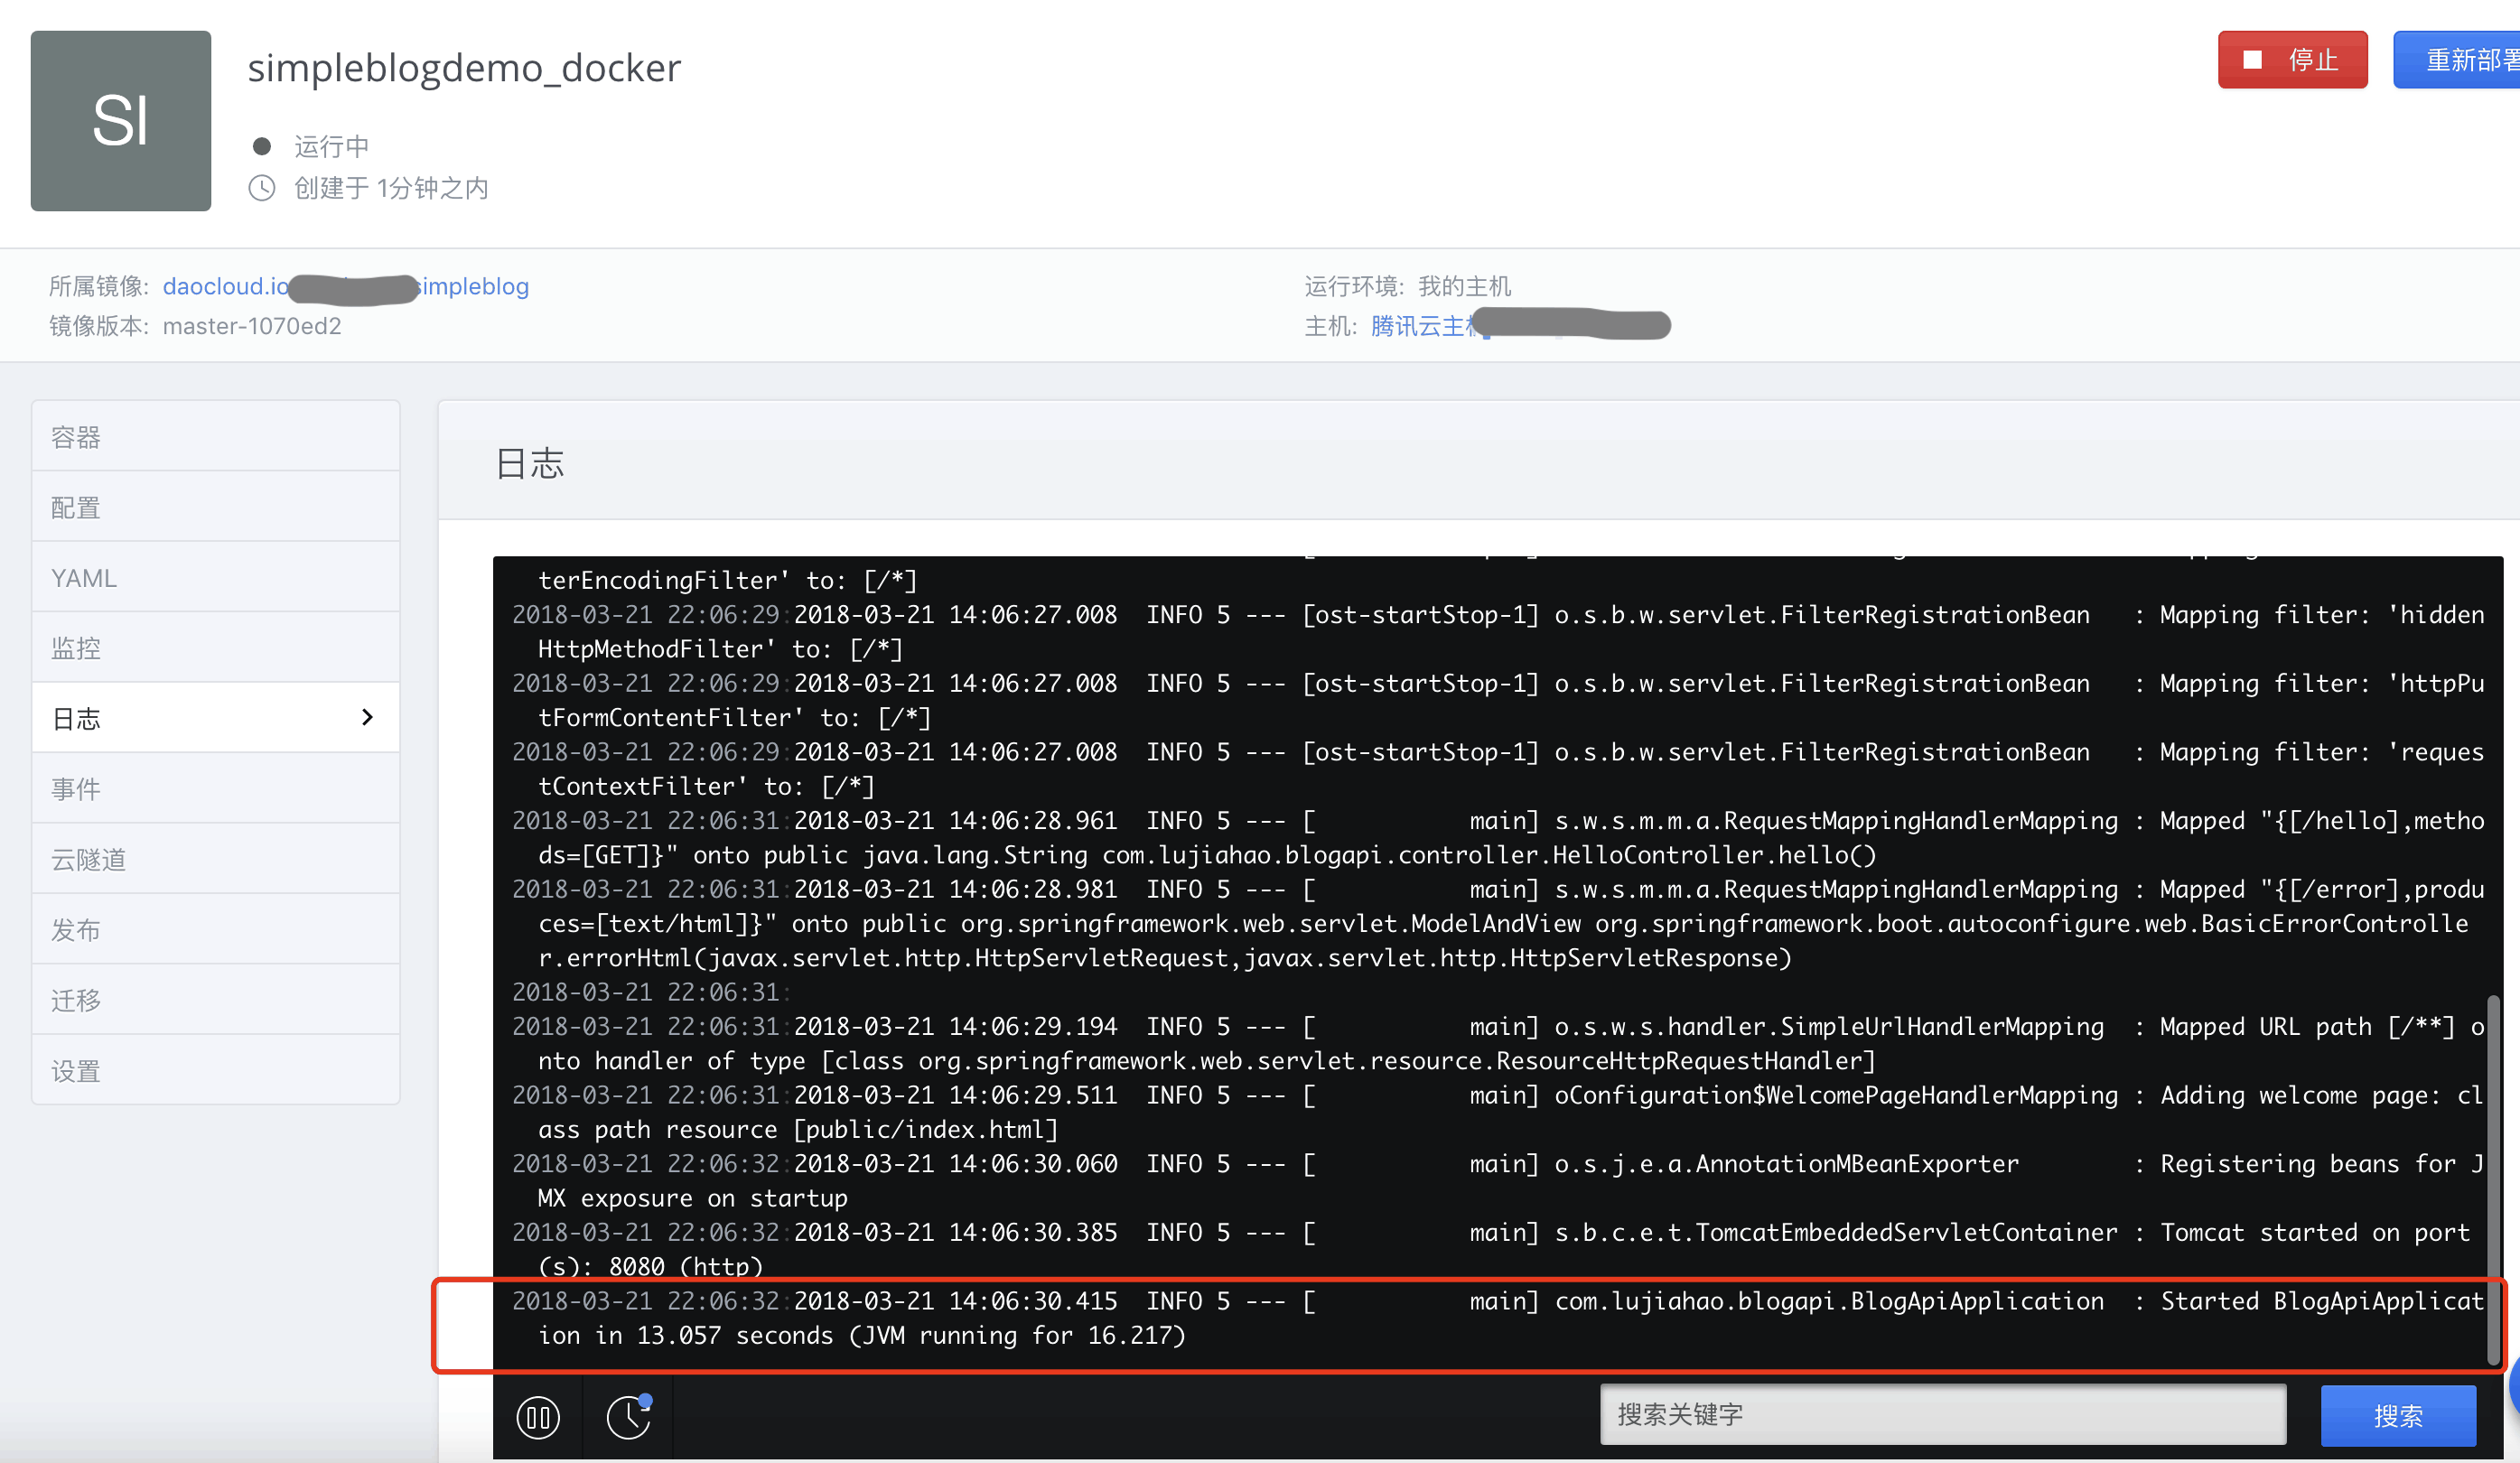 SI
simpleblogdemo_docker
停止
重新部署
运行中
创建于 1分钟之内
所属镜像: daocloud.io simpleblog
镜像版本: master-1070ed2
运行环境: 我的主机
主机: 腾讯云主
容器
配置
YAML
监控
日志
事件
云隧道
发布
迁移
设置
日志
terEncodingFilter' to: [/*]
2018-03-21 22:06:29:2018-03-21 14:06:27.008  INFO 5 --- [ost-startStop-1] o.s.b.w.servlet.FilterRegistrationBean   : Mapping filter: 'hidden
HttpMethodFilter' to: [/*]
2018-03-21 22:06:29:2018-03-21 14:06:27.008  INFO 5 --- [ost-startStop-1] o.s.b.w.servlet.FilterRegistrationBean   : Mapping filter: 'httpPu
tFormContentFilter' to: [/*]
2018-03-21 22:06:29:2018-03-21 14:06:27.008  INFO 5 --- [ost-startStop-1] o.s.b.w.servlet.FilterRegistrationBean   : Mapping filter: 'reques
tContextFilter' to: [/*]
2018-03-21 22:06:31:2018-03-21 14:06:28.961  INFO 5 --- [           main] s.w.s.m.m.a.RequestMappingHandlerMapping : Mapped "{[/hello],metho
ds=[GET]}" onto public java.lang.String com.lujiahao.blogapi.controller.HelloController.hello()
2018-03-21 22:06:31:2018-03-21 14:06:28.981  INFO 5 --- [           main] s.w.s.m.m.a.RequestMappingHandlerMapping : Mapped "{[/error],produ
ces=[text/html]}" onto public org.springframework.web.servlet.ModelAndView org.springframework.boot.autoconfigure.web.BasicErrorControlle
r.errorHtml(javax.servlet.http.HttpServletRequest,javax.servlet.http.HttpServletResponse)
2018-03-21 22:06:31:
2018-03-21 22:06:31:2018-03-21 14:06:29.194  INFO 5 --- [           main] o.s.w.s.handler.SimpleUrlHandlerMapping  : Mapped URL path [/**] o
nto handler of type [class org.springframework.web.servlet.resource.ResourceHttpRequestHandler]
2018-03-21 22:06:31:2018-03-21 14:06:29.511  INFO 5 --- [           main] oConfiguration$WelcomePageHandlerMapping : Adding welcome page: cl
ass path resource [public/index.html]
2018-03-21 22:06:32:2018-03-21 14:06:30.060  INFO 5 --- [           main] o.s.j.e.a.AnnotationMBeanExporter        : Registering beans for J
MX exposure on startup
2018-03-21 22:06:32:2018-03-21 14:06:30.385  INFO 5 --- [           main] s.b.c.e.t.TomcatEmbeddedServletContainer : Tomcat started on port
(s): 8080 (http)
2018-03-21 22:06:32:2018-03-21 14:06:30.415  INFO 5 --- [           main] com.lujiahao.blogapi.BlogApiApplication  : Started BlogApiApplicat
ion in 13.057 seconds (JVM running for 16.217)
搜索关键字
搜索